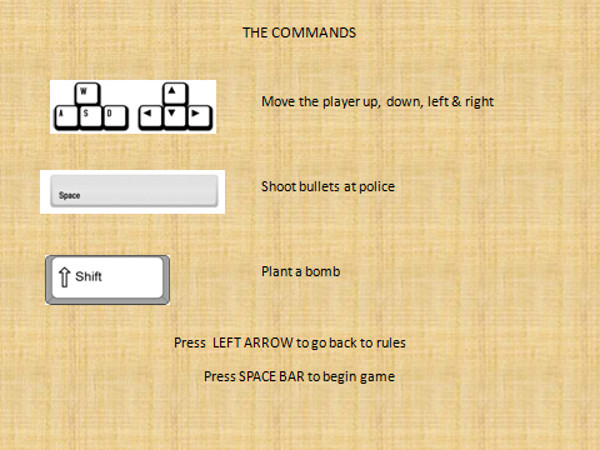 THE COMMANDS
W
A S D
Move the player up, down, left & right
Space
Shoot bullets at police
Shift
Plant a bomb
Press LEFT ARROW to go back to rules
Press SPACE BAR to begin game